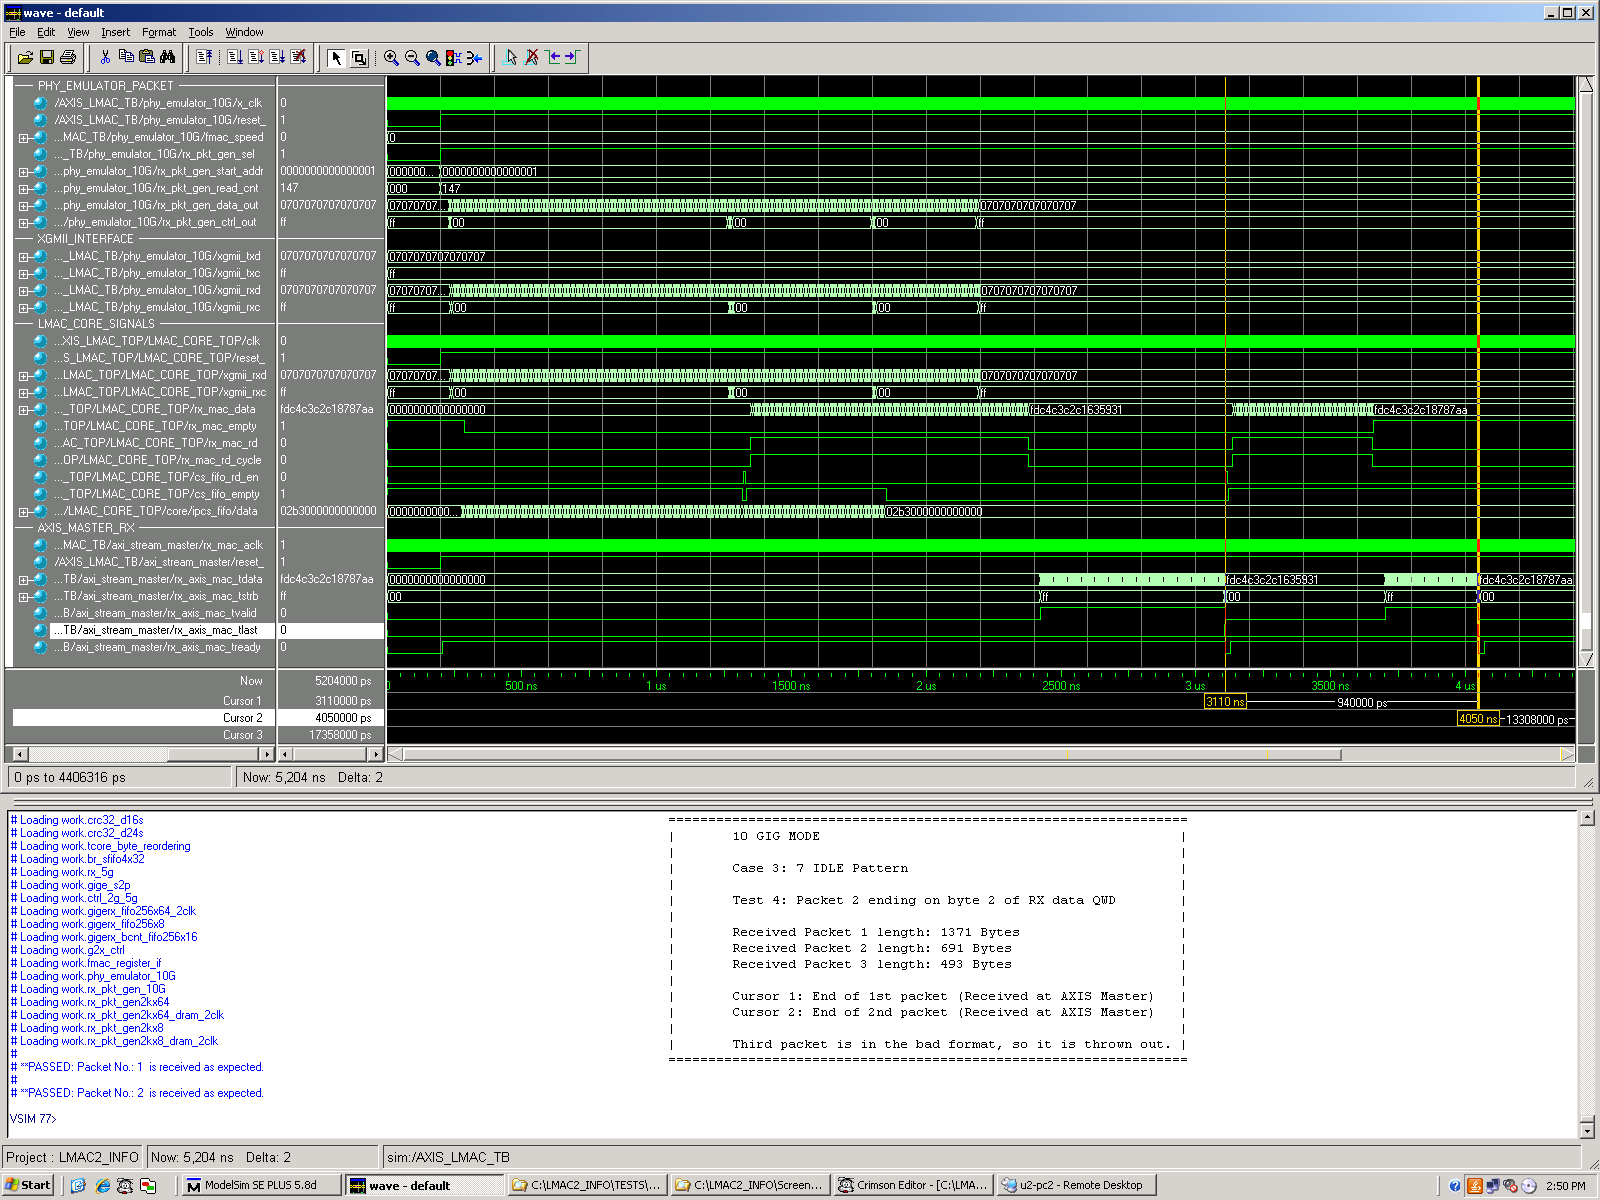 wave - default
File Edit View Insert Format Tools Window
PHY_EMULATOR_PACKET
/AXIS_LMAC_TB/phy_emulator_10G/x_clk 0
/AXIS_LMAC_TB/phy_emulator_10G/reset_ 1
...MAC_TB/phy_emulator_10G/fmac_speed 0 0
..._TB/phy_emulator_10G/rx_pkt_gen_sel 1
...phy_emulator_10G/rx_pkt_gen_start_addr 0000000000000001 000000... 0000000000000001
...phy_emulator_10G/rx_pkt_gen_read_cnt 147 000 147
...phy_emulator_10G/rx_pkt_gen_data_out 0707070707070707 07070707... 0707070707070707
.../phy_emulator_10G/rx_pkt_gen_ctrl_out ff ff 00 00 00 ff
XGMII_INTERFACE
..._LMAC_TB/phy_emulator_10G/xgmii_txd 0707070707070707 0707070707070707
..._LMAC_TB/phy_emulator_10G/xgmii_txc ff ff
..._LMAC_TB/phy_emulator_10G/xgmii_rxd 0707070707070707 07070707... 0707070707070707
..._LMAC_TB/phy_emulator_10G/xgmii_rxc ff ff 00 00 00 ff
LMAC_CORE_SIGNALS
...XIS_LMAC_TOP/LMAC_CORE_TOP/clk 0
...S_LMAC_TOP/LMAC_CORE_TOP/reset_ 1
...LMAC_TOP/LMAC_CORE_TOP/xgmii_rxd 0707070707070707 07070707... 0707070707070707
...LMAC_TOP/LMAC_CORE_TOP/xgmii_rxc ff ff 00 00 00 ff
..._TOP/LMAC_CORE_TOP/rx_mac_data fdc4c3c2c18787aa 0000000000000000 fdc4c3c2c1635931 fdc4c3c2c18787aa
...TOP/LMAC_CORE_TOP/rx_mac_empty 1
...AC_TOP/LMAC_CORE_TOP/rx_mac_rd 0
...OP/LMAC_CORE_TOP/rx_mac_rd_cycle 0
..._TOP/LMAC_CORE_TOP/cs_fifo_rd_en 0
..._TOP/LMAC_CORE_TOP/cs_fifo_empty 1
.../LMAC_CORE_TOP/core/ipcs_fifo/data 02b3000000000000 0000000000... 02b3000000000000
AXIS_MASTER_RX
...MAC_TB/axi_stream_master/rx_mac_aclk 1
/AXIS_LMAC_TB/axi_stream_master/reset_ 1
...TB/axi_stream_master/rx_axis_mac_tdata fdc4c3c2c18787aa 0000000000000000 fdc4c3c2c1635931 fdc4c3c2c18787aa
...TB/axi_stream_master/rx_axis_mac_tstrb ff 00 ff 00 ff 00
...B/axi_stream_master/rx_axis_mac_tvalid 0
...TB/axi_stream_master/rx_axis_mac_tlast 0
...B/axi_stream_master/rx_axis_mac_tready 0
Now 5204000 ps 0 500 ns 1 us 1500 ns 2 us 2500 ns 3 us 3500 ns 4 us
Cursor 1 3110000 ps 3110 ns 940000 ps
Cursor 2 4050000 ps 4050 ns 13308000 ps
Cursor 3 17358000 ps
0 ps to 4406316 ps Now: 5,204 ns Delta: 2
# Loading work.crc32_d16s
# Loading work.crc32_d24s
# Loading work.tcore_byte_reordering
# Loading work.br_sfifo4x32
# Loading work.rx_5g
# Loading work.gige_s2p
# Loading work.ctrl_2g_5g
# Loading work.gigerx_fifo256x64_2clk
# Loading work.gigerx_fifo256x8
# Loading work.gigerx_bcnt_fifo256x16
# Loading work.g2x_ctrl
# Loading work.fmac_register_if
# Loading work.phy_emulator_10G
# Loading work.rx_pkt_gen_10G
# Loading work.rx_pkt_gen2kx64
# Loading work.rx_pkt_gen2kx64_dram_2clk
# Loading work.rx_pkt_gen2kx8
# Loading work.rx_pkt_gen2kx8_dram_2clk
#
# **PASSED: Packet No.: 1 is received as expected.
#
# **PASSED: Packet No.: 2 is received as expected.
VSIM 77>
=================================================================
| 10 GIG MODE |
| |
| Case 3: 7 IDLE Pattern |
| |
| Test 4: Packet 2 ending on byte 2 of RX data QWD |
| |
| Received Packet 1 length: 1371 Bytes |
| Received Packet 2 length: 691 Bytes |
| Received Packet 3 length: 493 Bytes |
| |
| Cursor 1: End of 1st packet (Received at AXIS Master) |
| Cursor 2: End of 2nd packet (Received at AXIS Master) |
| |
| Third packet is in the bad format, so it is thrown out. |
=================================================================
Project : LMAC2_INFO Now: 5,204 ns Delta: 2 sim:/AXIS_LMAC_TB
Start ModelSim SE PLUS 5.8d wave - default C:\LMAC2_INFO\TESTS\... C:\LMAC2_INFO\Screen... Crimson Editor - [C:\LMA... u2-pc2 - Remote Desktop 2:50 PM